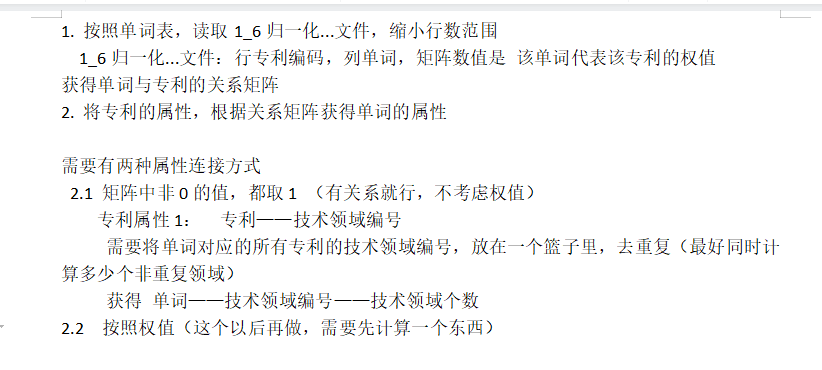 1. 按照单词表，读取 1_6 归一化...文件，缩小行数范围
1_6 归一化...文件：行专利编码，列单词，矩阵数值是 该单词代表该专利的权值
获得单词与专利的关系矩阵
2. 将专利的属性，根据关系矩阵获得单词的属性
需要有两种属性连接方式
2.1 矩阵中非 0 的值，都取 1 （有关系就行，不考虑权值）
专利属性 1： 专利——技术领域编号
需要将单词对应的所有专利的技术领域编号，放在一个篮子里，去重复（最好同时计
算多少个非重复领域）
获得 单词——技术领域编号——技术领域个数
2.2 按照权值（这个以后再做，需要先计算一个东西）